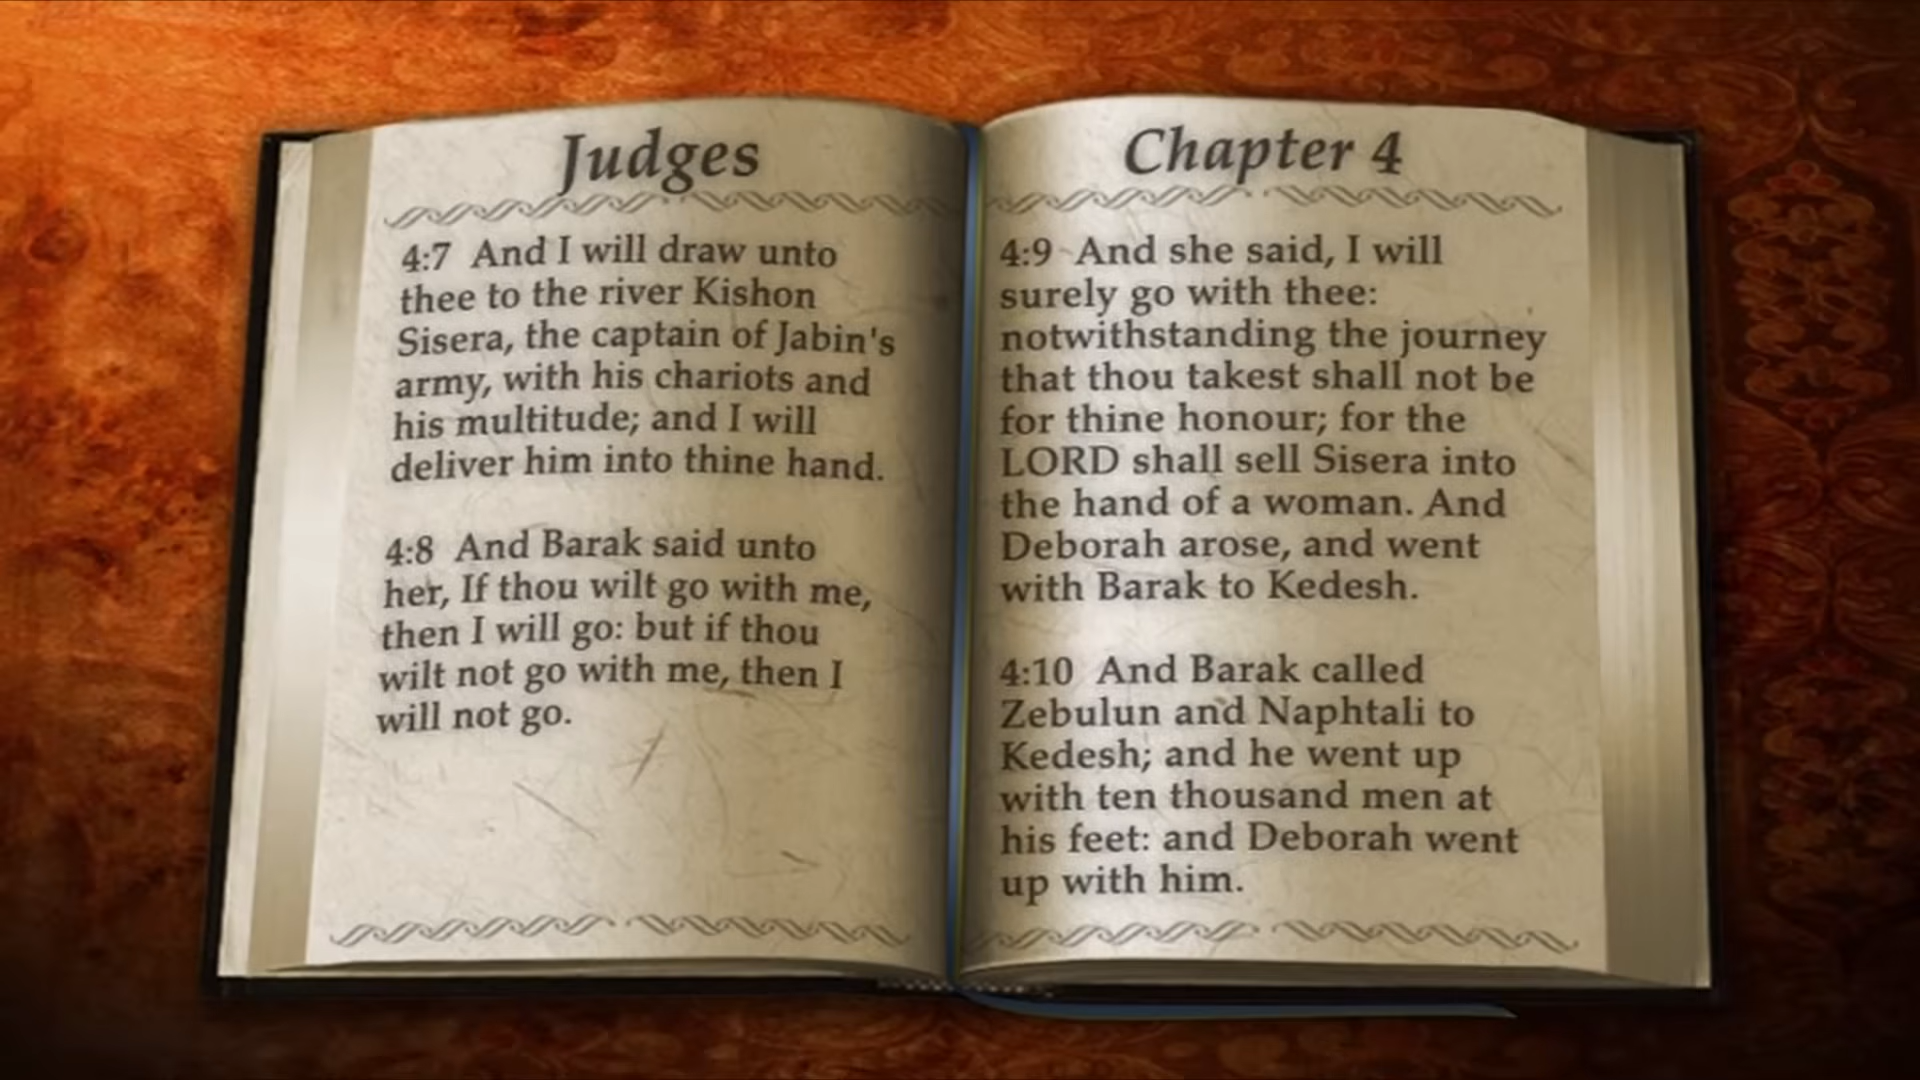 Judges
4:7 And I will draw unto
thee to the river Kishon
Sisera, the captain of Jabin's
army, with his chariots and
his multitude; and I will
deliver him into thine hand.
4:8 And Barak said unto
her, If thou wilt go with me,
then I will go: but if thou
wilt not go with me, then I
will not go.
Chapter 4
4:9 And she said, I will
surely go with thee:
notwithstanding the journey
that thou takest shall not be
for thine honour; for the
LORD shall sell Sisera into
the hand of a woman. And
Deborah arose, and went
with Barak to Kedesh.
4:10 And Barak called
Zebulun and Naphtali to
Kedesh; and he went up
with ten thousand men at
his feet: and Deborah went
up with him.